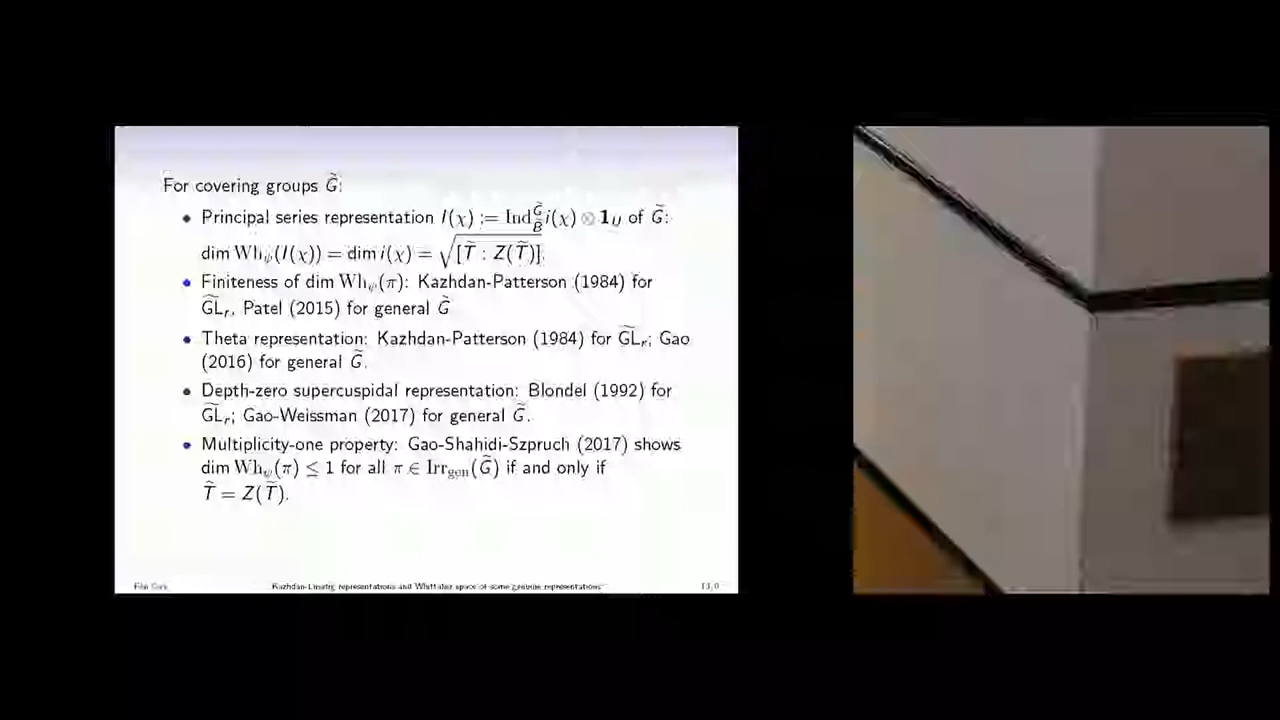 For covering groups G̃:
• Principal series representation I(χ) := Ind_B̃^G̃ i(χ) ⊗ 1_U of G̃:
dim Wh_ψ(I(χ)) = dim i(χ) = √[T̃ : Z(T̃)].
• Finiteness of dim Wh_ψ(π): Kazhdan-Patterson (1984) for
G̃L_r, Patel (2015) for general G̃
• Theta representation: Kazhdan-Patterson (1984) for G̃L_r; Gao
(2016) for general G̃.
• Depth-zero supercuspidal representation: Blondel (1992) for
G̃L_r; Gao-Weissman (2017) for general G̃.
• Multiplicity-one property: Gao-Shahidi-Szpruch (2017) shows
dim Wh_ψ(π) ≤ 1 for all π ∈ Irr_gen(G̃) if and only if
T̃ = Z(T̃).
Kazhdan-Lusztig representations and Whittaker space of some genuine representations